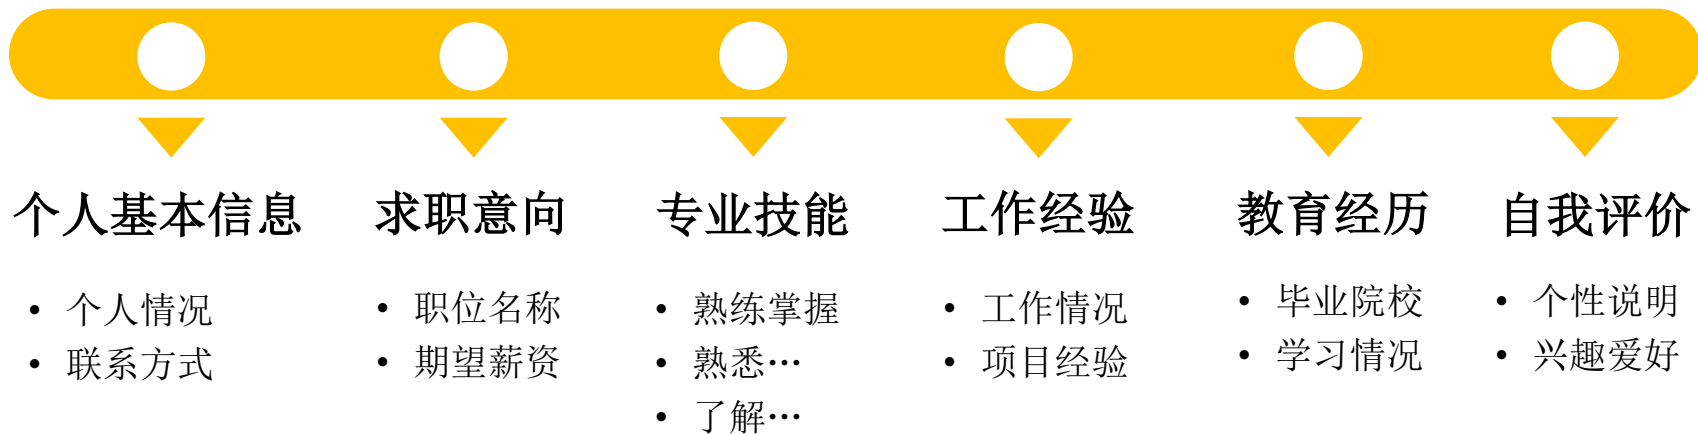 个人基本信息
• 个人情况
• 联系方式
求职意向
• 职位名称
• 期望薪资
专业技能
• 熟练掌握
• 熟悉…
• 了解…
工作经验
• 工作情况
• 项目经验
教育经历
• 毕业院校
• 学习情况
自我评价
• 个性说明
• 兴趣爱好